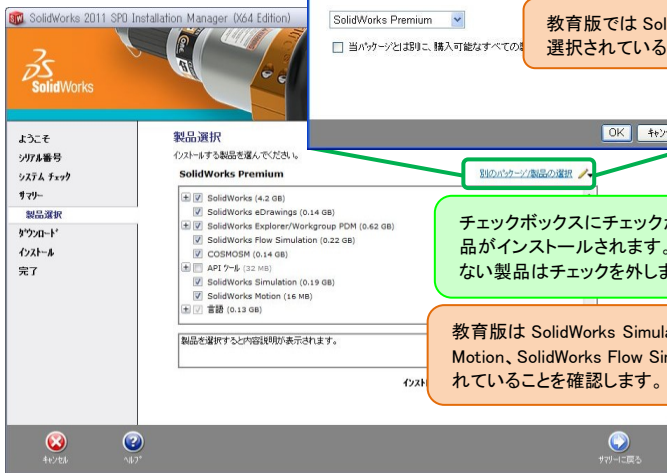 SolidWorks 2011 SP0 Installation Manager (X64 Edition)
SolidWorks Premium
当パッケージとは別に、購入可能なすべての
教育版では Sol
選択されている
OK
キャン
SolidWorks
ようこそ
シリアル番号
システム チェック
サマリー
製品選択
ダウンロード
インストール
完了
製品選択
インストールする製品を選んでください。
SolidWorks Premium
別のパッケージ/製品の選択
SolidWorks (4.2 GB)
SolidWorks eDrawings (0.14 GB)
SolidWorks Explorer/Workgroup PDM (0.62 GB)
SolidWorks Flow Simulation (0.22 GB)
COSMOSM (0.14 GB)
API ツール (32 MB)
SolidWorks Simulation (0.19 GB)
SolidWorks Motion (16 MB)
言語 (0.13 GB)
製品を選択すると内容説明が表示されます。
インスト
チェックボックスにチェックが
品がインストールされます。
ない製品はチェックを外しま
教育版は SolidWorks Simula
Motion、SolidWorks Flow Sim
れていることを確認します。
キャンセル
ヘルプ
サマリーに戻る